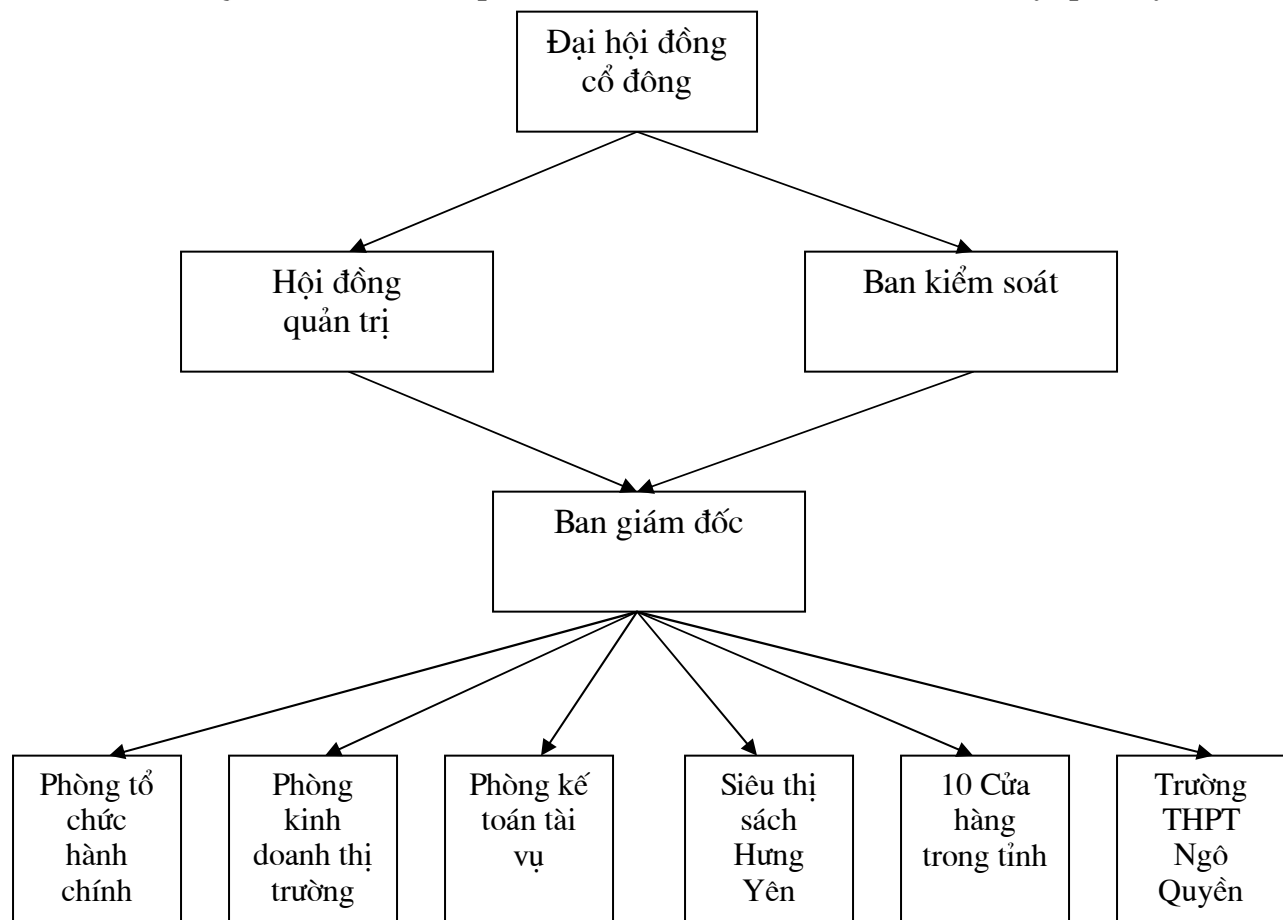 Đại hội đồng
cổ đông
Hội đồng
quản trị
Ban kiểm soát
Ban giám đốc
Phòng tổ
chức
hành
chính
Phòng
kinh
doanh thị
trường
Phòng kế
toán tài
vụ
Siêu thị
sách
Hưng
Yên
10 Cửa
hàng
trong tỉnh
Trường
THPT
Ngô
Quyền